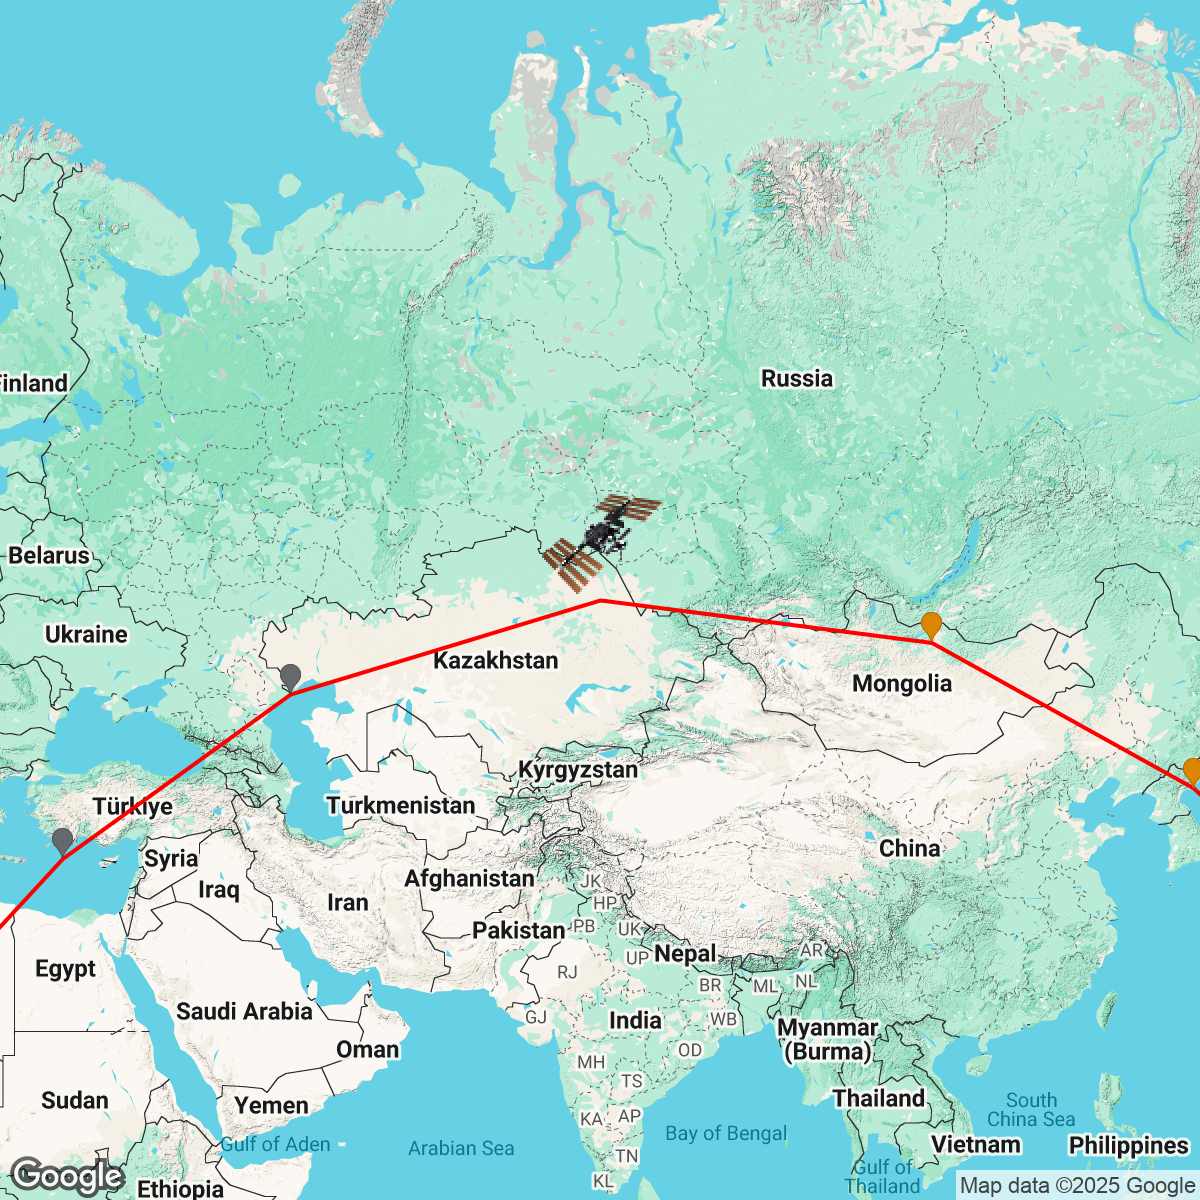 Russia
Finland
Belarus
Ukraine
Kazakhstan
Mongolia
Kyrgyzstan
Türkiye
Turkmenistan
China
Syria
Afghanistan
JK
Iraq
Iran
HP
Pakistan
PB
UK
Nepal
AR
UP
Egypt
RJ
BR
ML
NL
Saudi Arabia
GJ
India
WB
Myanmar
(Burma)
Oman
OD
MH
TS
Sudan
Yemen
Thailand
South
China Sea
KA
AP
Gulf of Aden
Arabian Sea
Bay of Bengal
Vietnam
Philippines
TN
Gulf of
Thailand
KL
Ethiopia
Google
Map data ©2025 Google